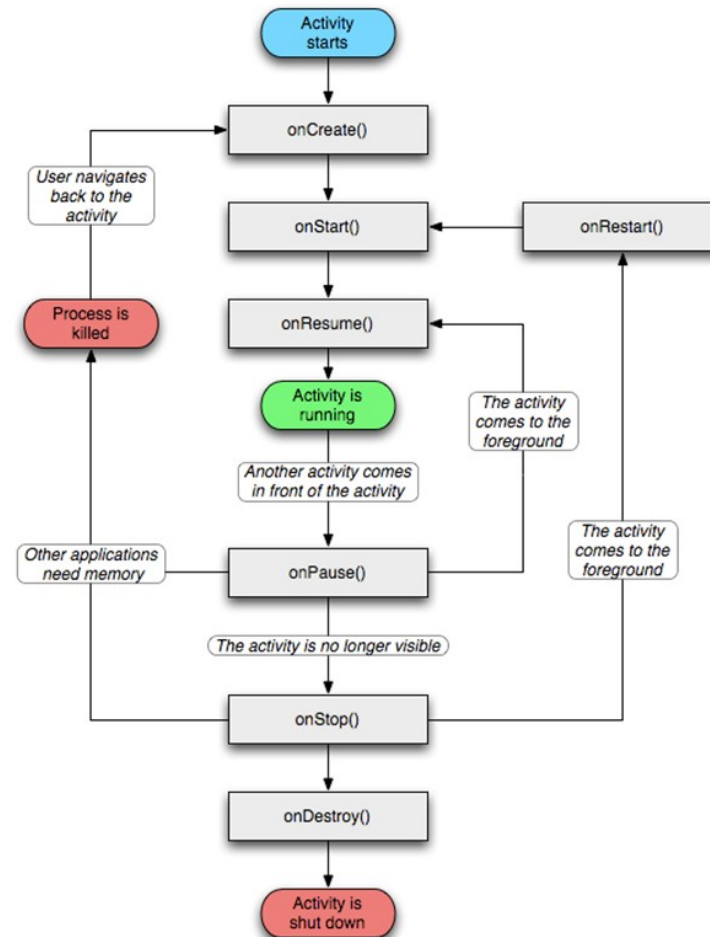 Activity
starts
onCreate()
User navigates
back to the
activity
onStart()
onRestart()
Process is
killed
onResume()
Activity is
running
The activity
comes to the
foreground
Another activity comes
in front of the activity
Other applications
need memory
onPause()
The activity
comes to the
foreground
The activity is no longer visible
onStop()
onDestroy()
Activity is
shut down